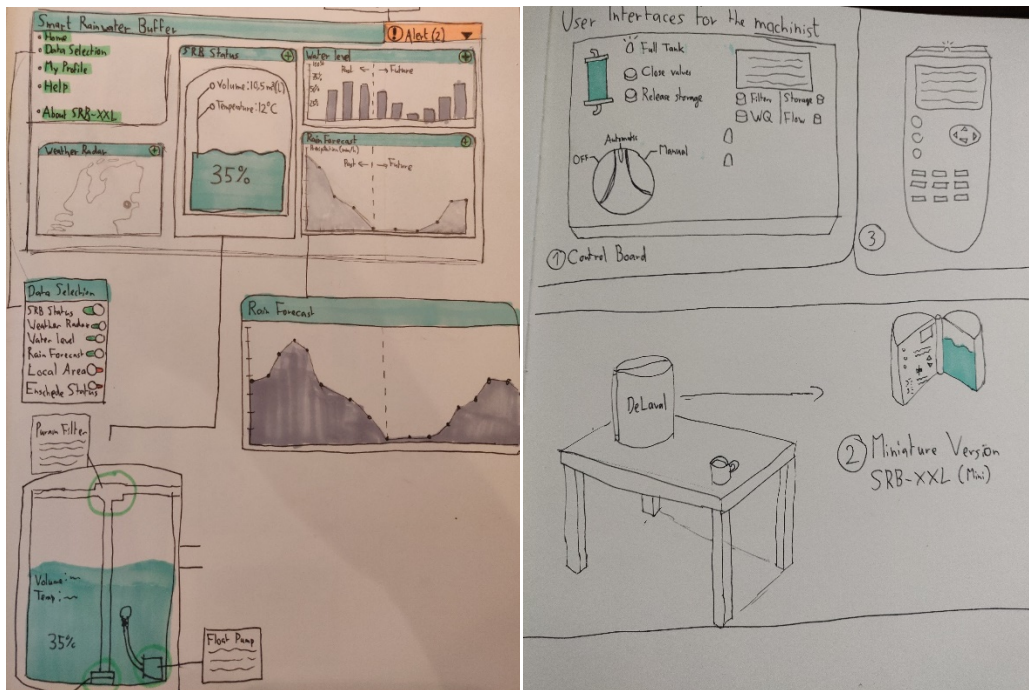 Smart Rainwater Buffer
Alert (2)
Home
Data Selection
My Profile
Help
About SRB-XXL
SRB Status
Volume: 10,5 m³(L)
Temperature: 12°C
35%
Water level
Past
Future
Weather Radar
Rain Forecast
Past
Future
Data Selection
SRB Status
Weather Radar
Water level
Rain Forecast
Local Area
Enschede Status
Rain Forecast
Filter
Volume:
Temp:
35%
Float Pump
User Interfaces for the machinist
Full Tank
Close valves
Release storage
Filter
Storage
WQ
Flow
Automatic
OFF
Manual
① Control Board
③
DeLaval
② Miniature Version
SRB-XXL (Mini)